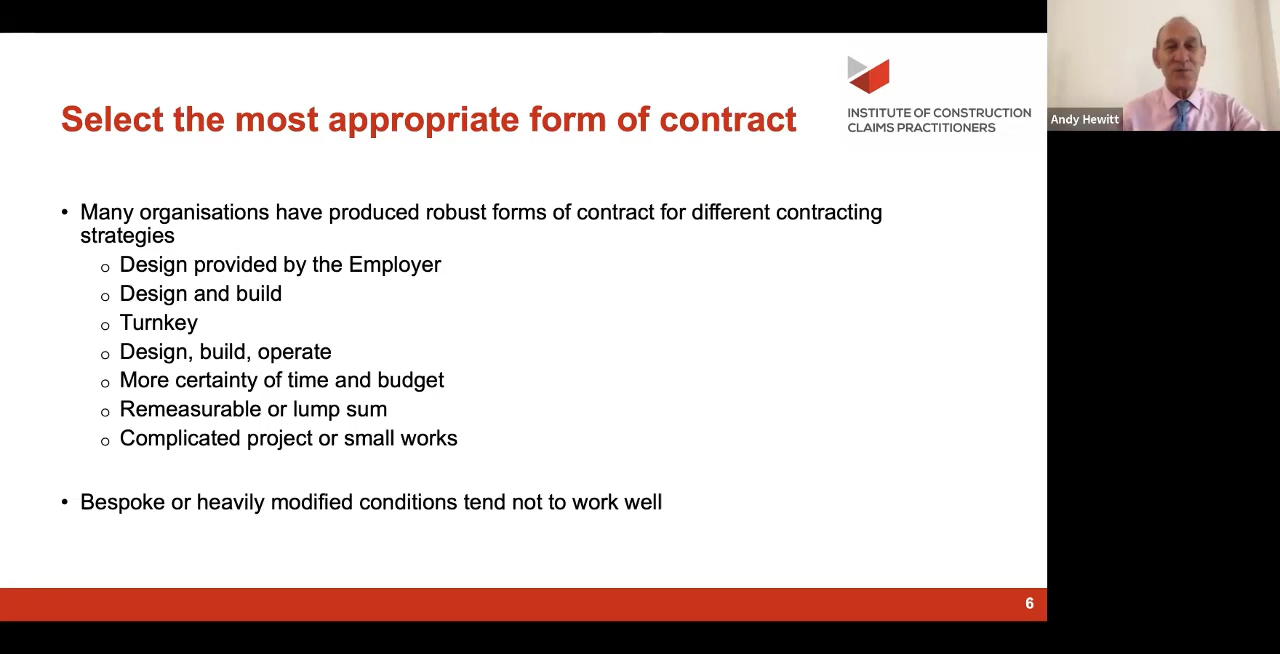 Select the most appropriate form of contract
INSTITUTE OF CONSTRUCTION
CLAIMS PRACTITIONERS
Andy Hewitt
• Many organisations have produced robust forms of contract for different contracting
strategies
o Design provided by the Employer
o Design and build
o Turnkey
o Design, build, operate
o More certainty of time and budget
o Remeasurable or lump sum
o Complicated project or small works
• Bespoke or heavily modified conditions tend not to work well
6